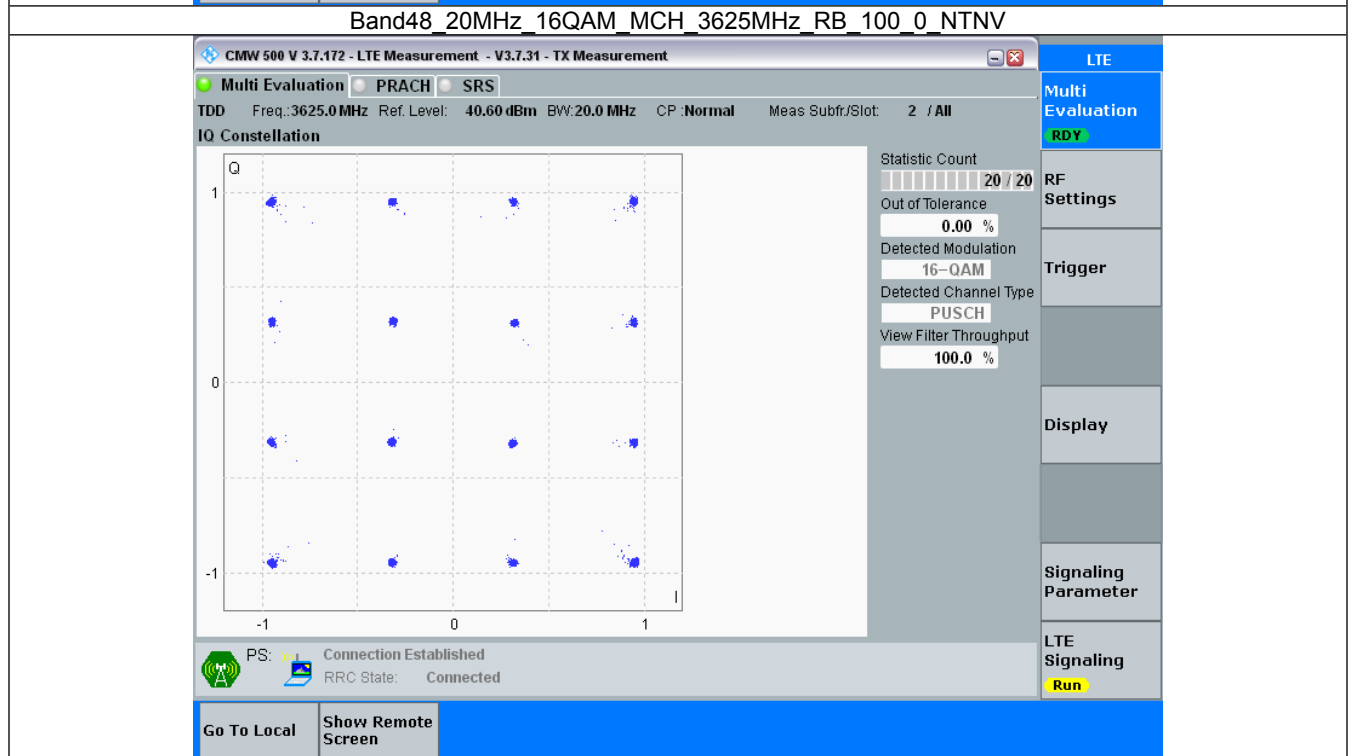 Band48_20MHz_16QAM_MCH_3625MHz_RB_100_0_NTNV
CMW 500 V 3.7.172 - LTE Measurement - V3.7.31 - TX Measurement
LTE
Multi Evaluation PRACH SRS
Multi
Evaluation
RDY
TDD Freq.:3625.0 MHz Ref. Level: 40.60 dBm BW:20.0 MHz CP :Normal Meas Subfr./Slot: 2 / All
IQ Constellation
Q
1
0
-1
I
-1 0 1
Statistic Count
20 / 20
Out of Tolerance
0.00 %
Detected Modulation
16-QAM
Detected Channel Type
PUSCH
View Filter Throughput
100.0 %
RF
Settings
Trigger
Display
Signaling
Parameter
LTE
Signaling
Run
PS: Connection Established
RRC State: Connected
Go To Local
Show Remote
Screen